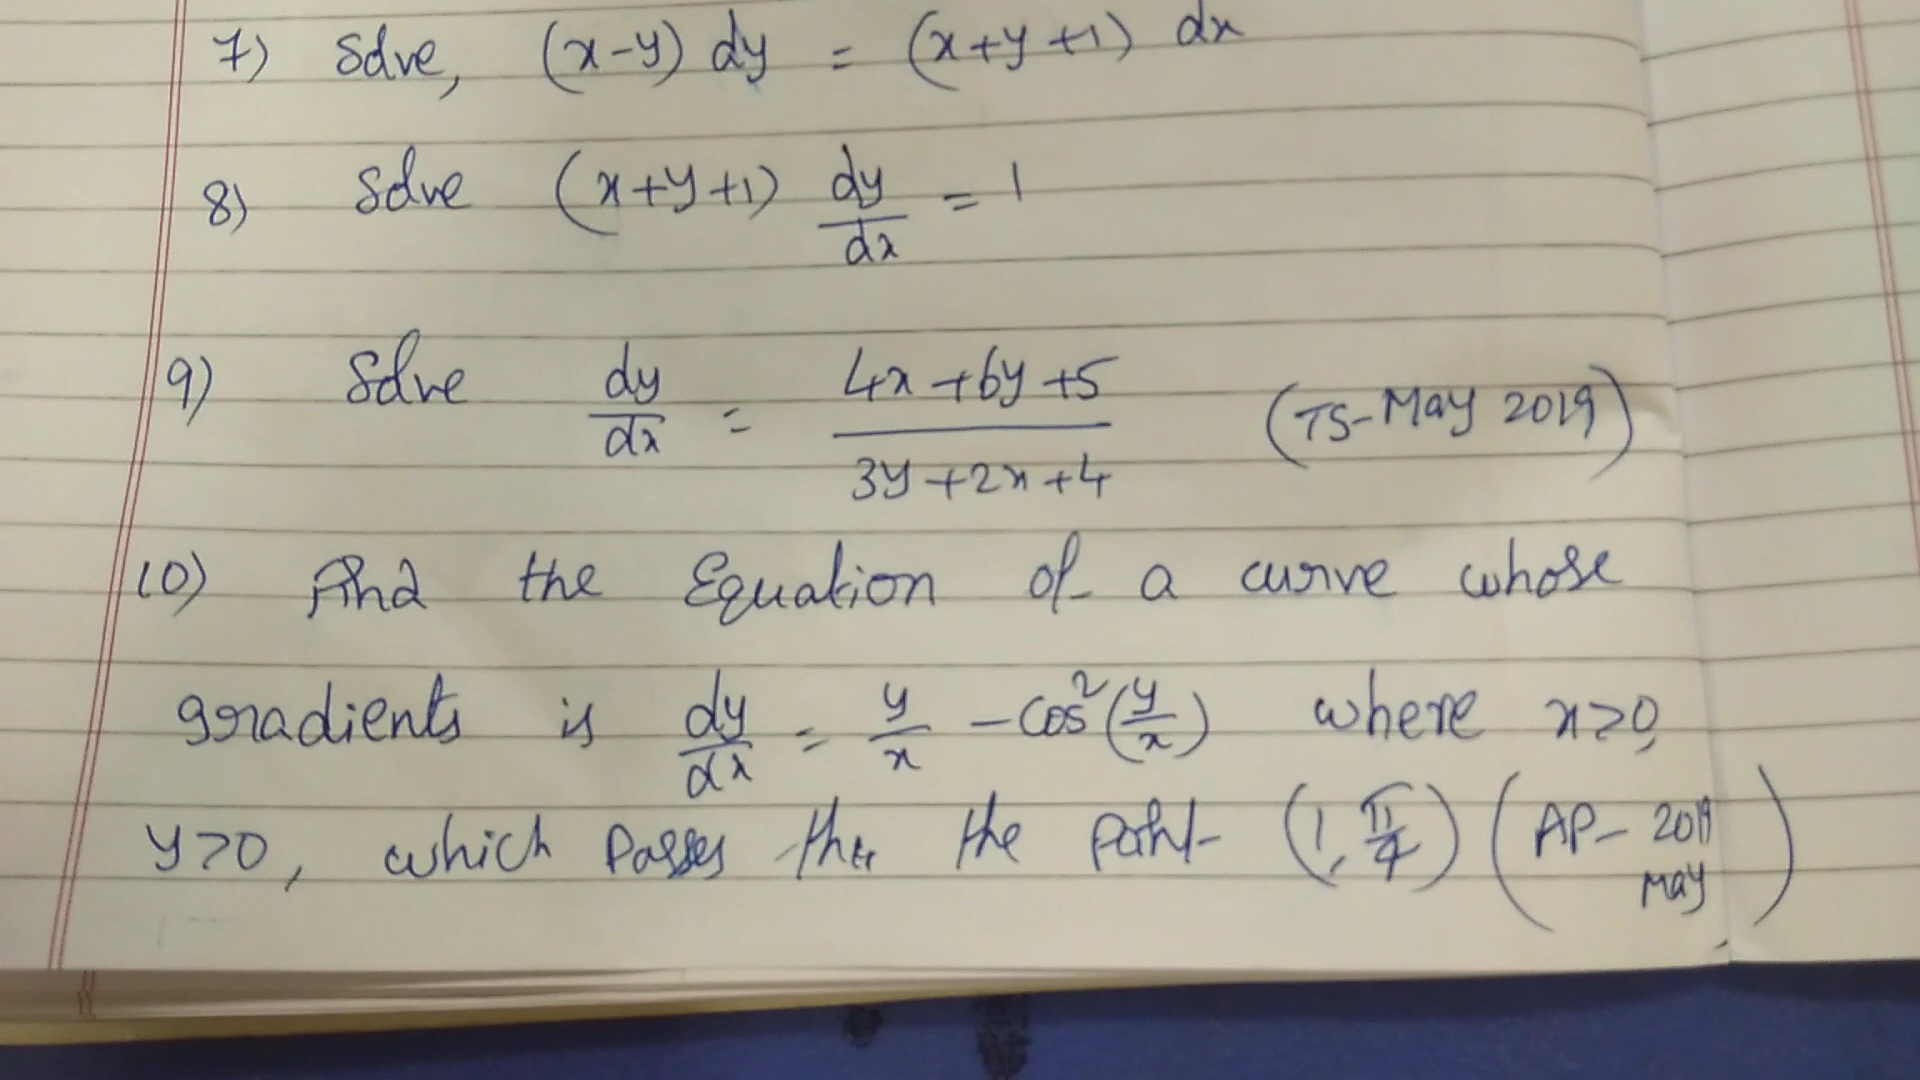 7) Solve, (x-y) dy = (x+y+1) dx
8) Solve (x+y+1) dy/dx = 1
9) Solve dy/dx = (4x+6y+5)/(3y+2x+4) (TS-May 2019)
10) Find the Equation of a curve whose
gradients is dy/dx = y/x - cos²(y/x) where x>0,
y>0, which passes thr the point (1, π/4) (AP- 2019 May)